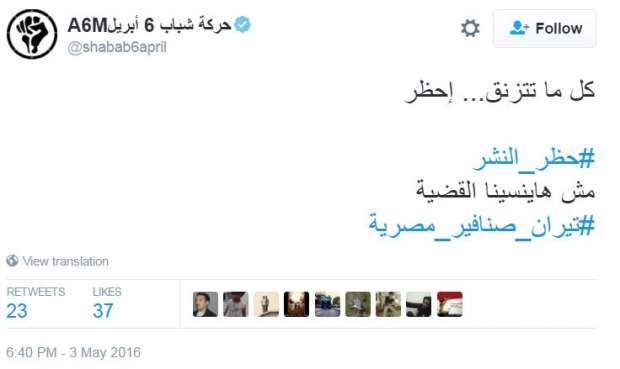 حركة شباب 6 أبريلA6M
@shabab6april
Follow
كل ما تتزنق... إحظر
#حظر_النشر
مش هاينسينا القضية
#تيران_صنافير_مصرية
View translation
RETWEETS LIKES
23 37
6:40 PM - 3 May 2016